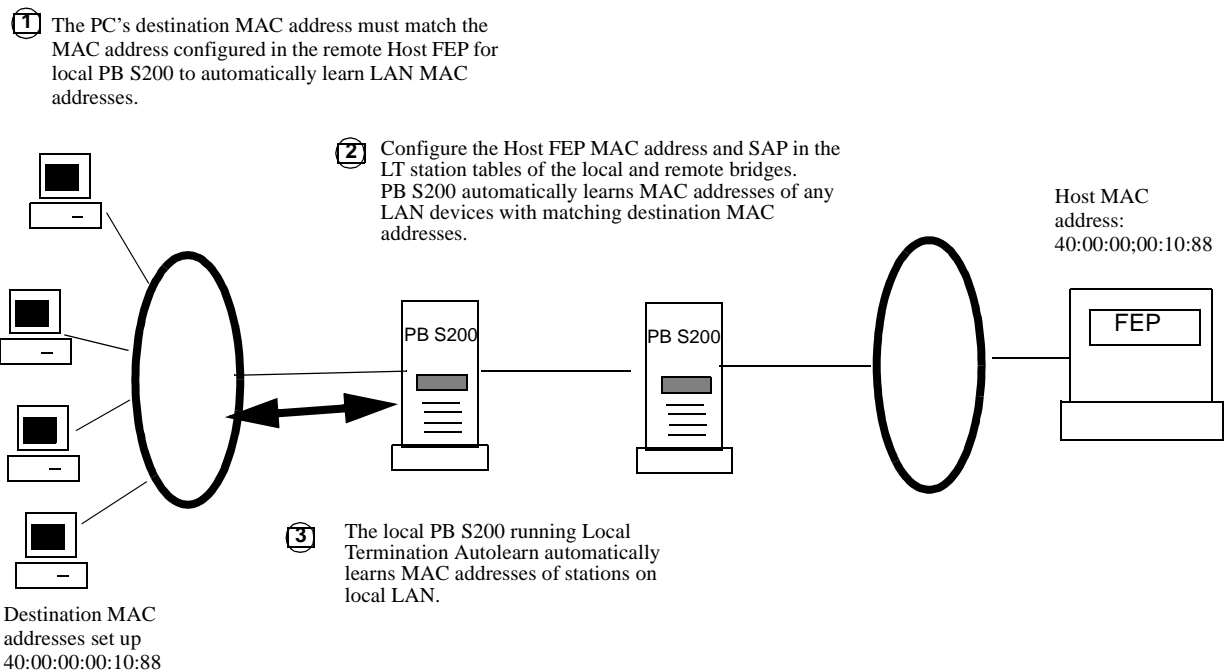 1
The PC’s destination MAC address must match the
MAC address configured in the remote Host FEP for
local PB S200 to automatically learn LAN MAC
addresses.
2
Configure the Host FEP MAC address and SAP in the
LT station tables of the local and remote bridges.
PB S200 automatically learns MAC addresses of any
LAN devices with matching destination MAC
addresses.
Host MAC
address:
40:00:00;00:10:88
PB S200
PB S200
FEP
3
The local PB S200 running Local
Termination Autolearn automatically
learns MAC addresses of stations on
local LAN.
Destination MAC
addresses set up
40:00:00:00:10:88